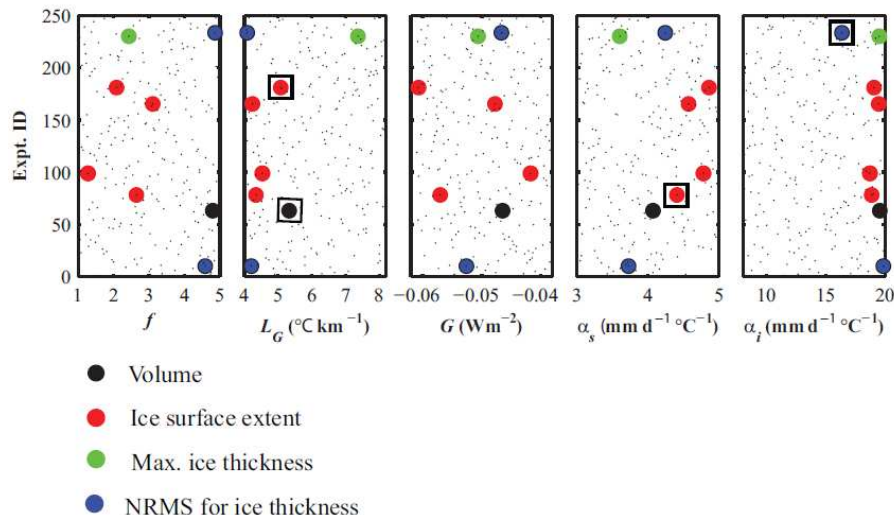 Expt. ID
250
200
150
100
50
0
1 2 3 4 5
4 5 6 7 8
−0.06 −0.05 −0.04
3 4 5
10 15 20
f
L_G (°C km⁻¹)
G (Wm⁻²)
α_s (mm d⁻¹ °C⁻¹)
α_i (mm d⁻¹ °C⁻¹)
Volume
Ice surface extent
Max. ice thickness
NRMS for ice thickness